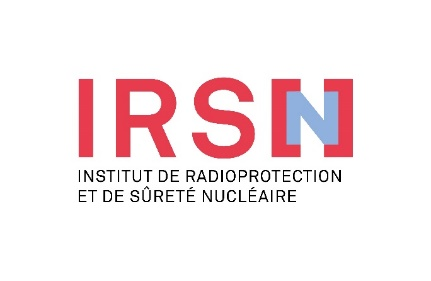 IRSN
INSTITUT DE RADIOPROTECTION
ET DE SÛRETÉ NUCLÉAIRE